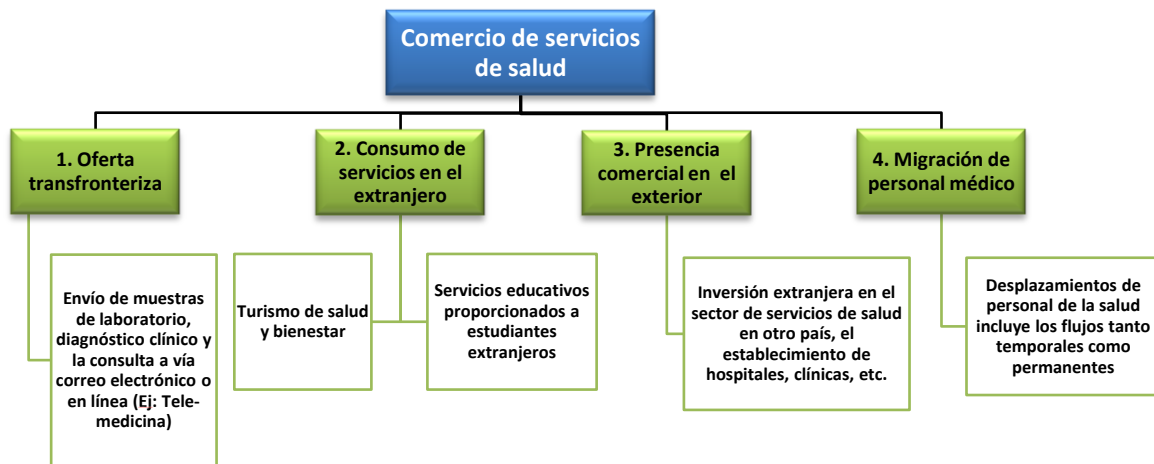 Comercio de servicios
de salud
1. Oferta
transfronteriza
2. Consumo de
servicios en el
extranjero
3. Presencia
comercial en el
exterior
4. Migración de
personal médico
Envío de muestras
de laboratorio,
diagnóstico clínico y
la consulta a vía
correo electrónico o
en línea (Ej: Tele-
medicina)
Turismo de salud
y bienestar
Servicios educativos
proporcionados a
estudiantes
extranjeros
Inversión extranjera en el
sector de servicios de salud
en otro país, el
establecimiento de
hospitales, clínicas, etc.
Desplazamientos de
personal de la salud
incluye los flujos tanto
temporales como
permanentes